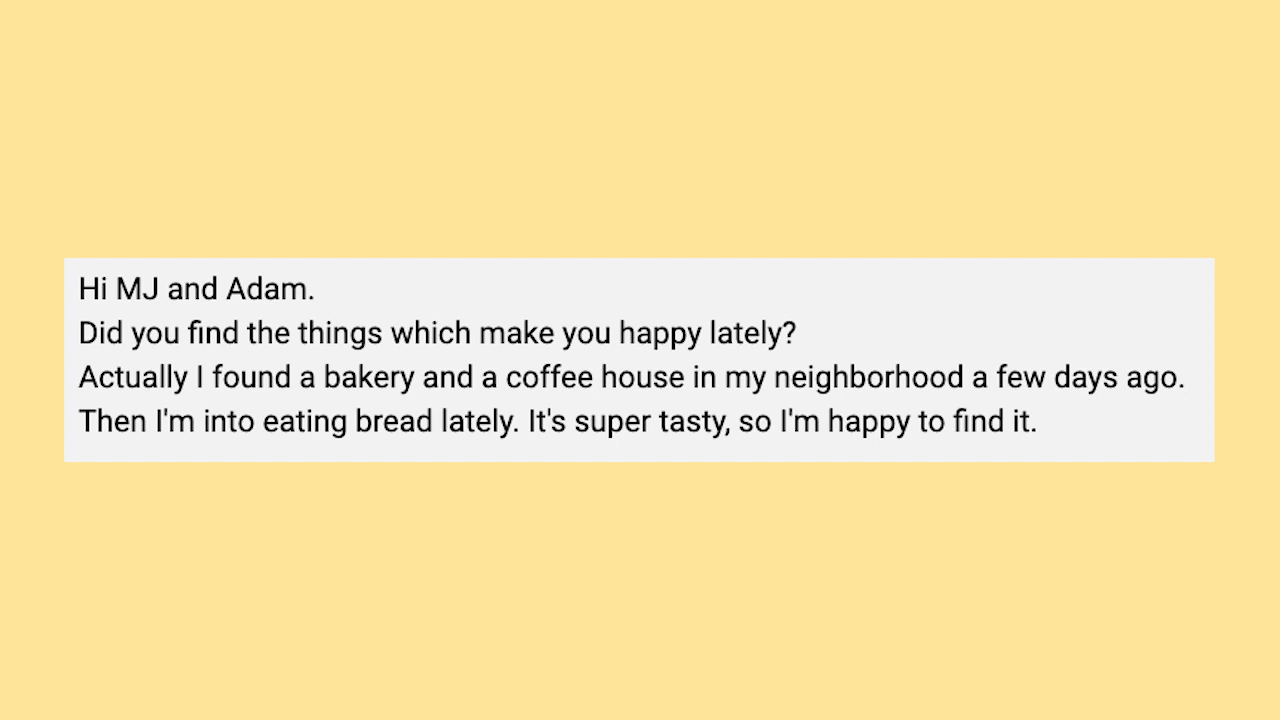 Hi MJ and Adam.
Did you find the things which make you happy lately?
Actually I found a bakery and a coffee house in my neighborhood a few days ago.
Then I'm into eating bread lately. It's super tasty, so I'm happy to find it.